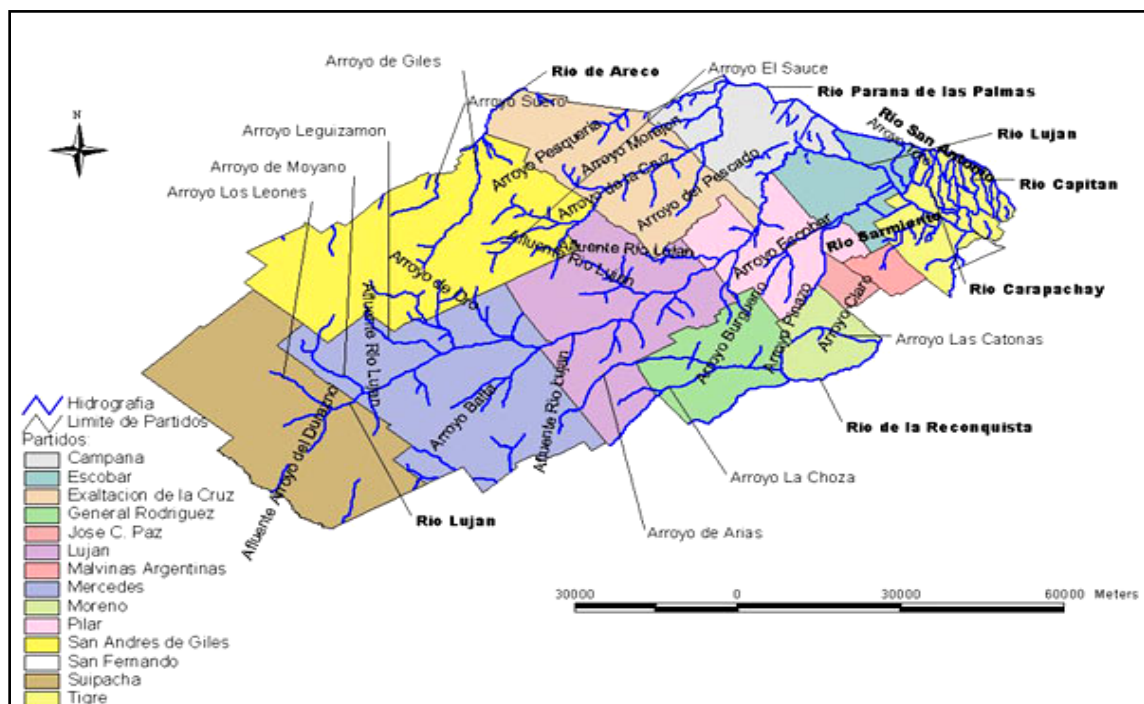 Arroyo de Giles
Rio de Areco
Arroyo El Sauce
Arroyo Suero
Rio Parana de las Palmas
Arroyo Leguizamon
Rio San Antonio
Rio Lujan
N
Arroyo Pesqueria
Arroyo Morejon
Arroyo de Moyano
Arroyo de la Cruz
Arroyo del Pescado
Rio Capitan
Arroyo Los Leones
Afluente Rio Lujan
Afluente Rio Lujan
Arroyo Escobar
Rio Sarmiento
Arroyo de Oro
Rio Carapachay
Afluente Rio Lujan
Arroyo Burguario
Arroyo Pinazo
Arroyo Claro
Arroyo Las Catonas
Arroyo Balta
Afluente Rio Lujan
Afluente Arroyo del Durazno
Rio de la Reconquista
Arroyo La Choza
Rio Lujan
Arroyo de Arias
Hidrografia
Limite de Partidos
Partidos:
Campana
Escobar
Exaltacion de la Cruz
General Rodriguez
Jose C. Paz
Lujan
Malvinas Argentinas
Mercedes
Moreno
Pilar
San Andres de Giles
San Fernando
Suipacha
Tigre
30000 0 30000 60000 Meters